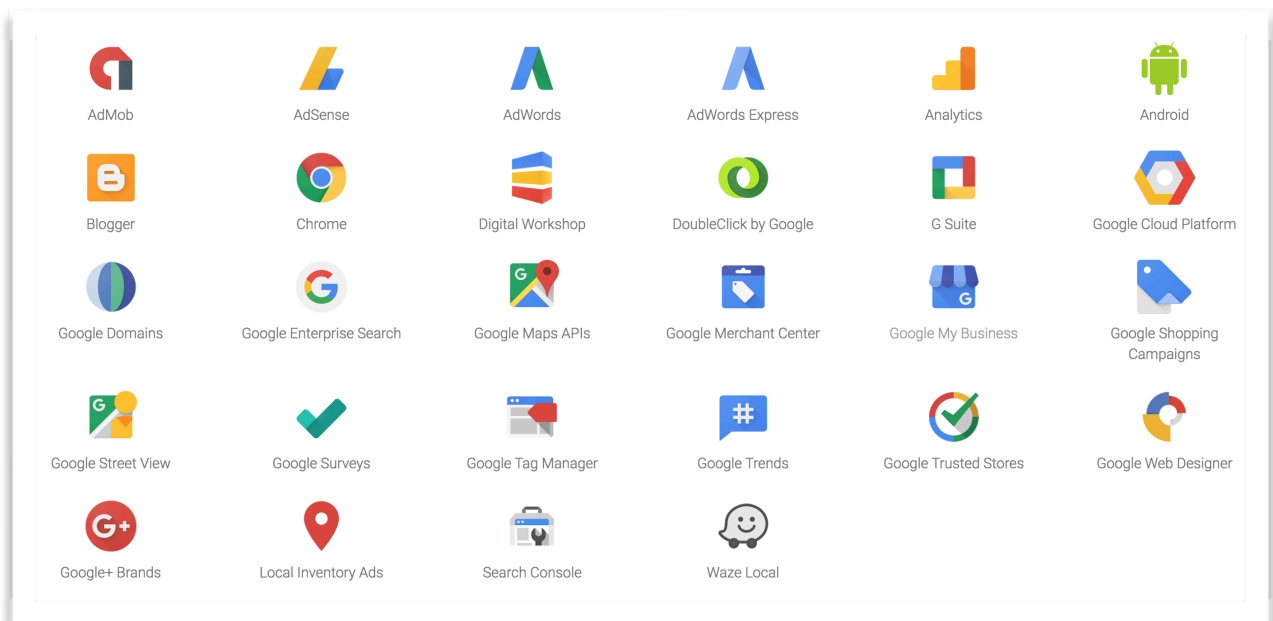 AdMob
AdSense
AdWords
AdWords Express
Analytics
Android
Blogger
Chrome
Digital Workshop
DoubleClick by Google
G Suite
Google Cloud Platform
G
G
G
Google Domains
Google Enterprise Search
Google Maps APIs
Google Merchant Center
Google My Business
Google Shopping
Campaigns
G
#
Google Street View
Google Surveys
Google Tag Manager
Google Trends
Google Trusted Stores
Google Web Designer
G+
Google+ Brands
Local Inventory Ads
Search Console
Waze Local